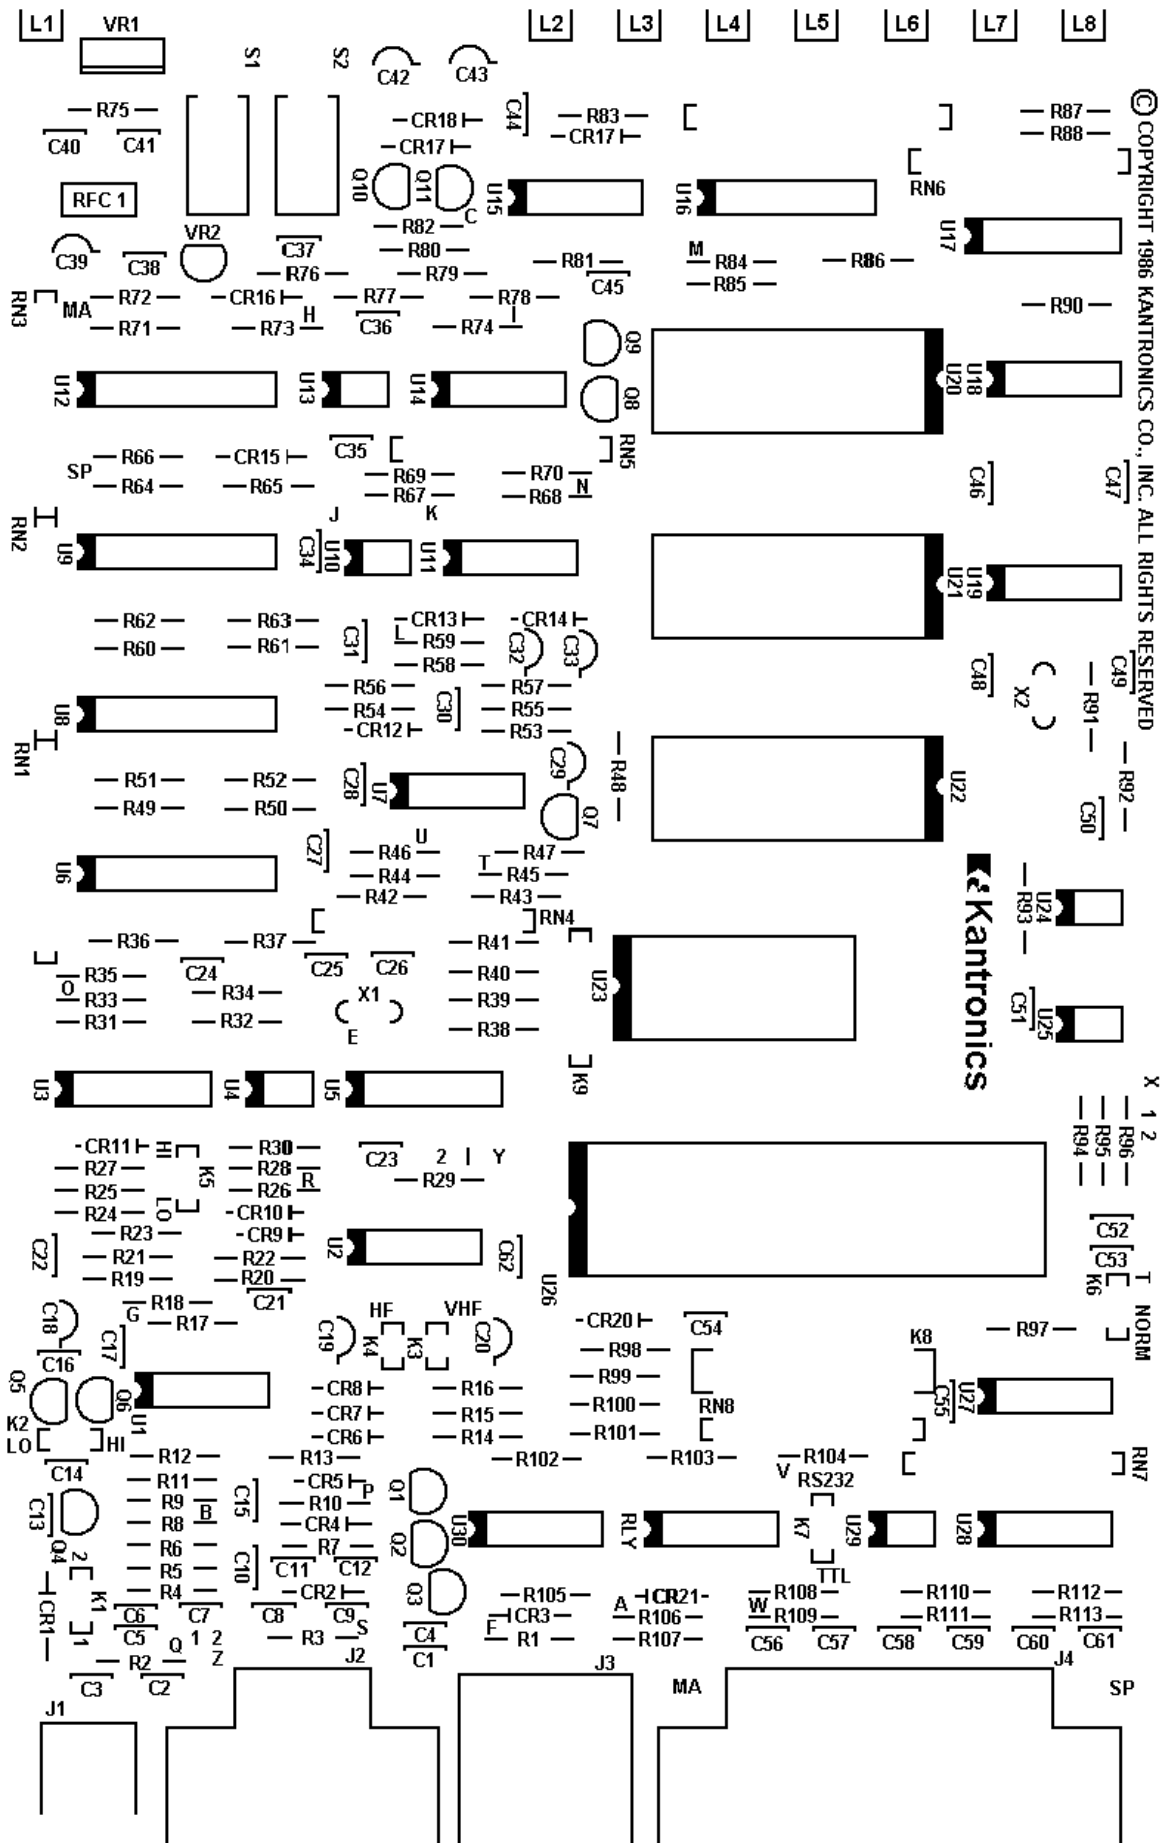 L1 VR1 L2 L3 L4 L5 L6 L7 L8
S1 S2 C42 C43
R75 CR18 C44 R83 R87
C40 C41 CR17 CR17 R88
RFC 1 Q10 Q11 C U15 U16 RN6
© COPYRIGHT 1986 KANTRONICS CO., INC. ALL RIGHTS RESERVED
C39 C38 VR2 C37 R82 R80 U17
R76 R79 R81 C45 M R84 R86
R85
RN3 MA R72 CR16 H R77 R78 I R90
R71 R73 C36 R74
Q9
U12 U13 U14 Q8 U20 U18
C35 RN5
SP R66 CR15 R69 R70 N C46 C47
R64 R65 R67 R68
RN2 J K
U9 C34 U10 U11 U21 U19
R62 R63 C31 CR13 CR14
R60 R61 L R59 C32 C33
R58 C48 X2 C49
R56 C30 R57 R91
U8 R54 R55
RN1 CR12 R53
R51 R52 C28 U7 C29 R48 U22 R92
R49 R50 Q7 C50
C27 R46 U R47
U6 R44 T R45
R42 R43 R93 U24
RN4 Kantronics
R36 R37 R41
C24 C25 C26
O R35 R34 X1 R40 U23
R33 R39 C51 U25
R31 R32 E R38
U3 U4 U5 K9 X
1 2
CR11 HI K5 R30 C23 2 I Y R94 R95 R96
R27 R28 R29
R25 R26 R
R24 LO CR10 C52
R23 CR9 U2 C62 C53
C22 R21 R22 K6 T
R19 R20 U26
C21
R18 HF VHF NORM
C18 G R17 C19 K4 K3 C20 CR20 C54 R97
C16 C17 R98 K8
Q5 Q6 U1 CR8 R16 R99 C55 U27
K2 CR7 R15 R100 RN8
LO HI CR6 R14 R101
R12 R13 R102 R103 R104 RN7
C14 R11 CR5 P V RS232
R9 C15 R10 Q1
C13 R8 B CR4 U30 RLY K7 U29 U28
Q4 R6 R7 Q2
2 R5 C10 C11 C12 TTL
K1 R4 CR2 Q3 R105 CR21 R108 R110 R112
CR1 C6 C7 C8 C9 CR3 A R106 W R109 R111 R113
1 C5 1 2 R3 S C4 F R1 R107 C56 C57 C58 C59 C60 C61
R2 Q Z C1
C3 C2 J2 J3 J4
J1 MA SP